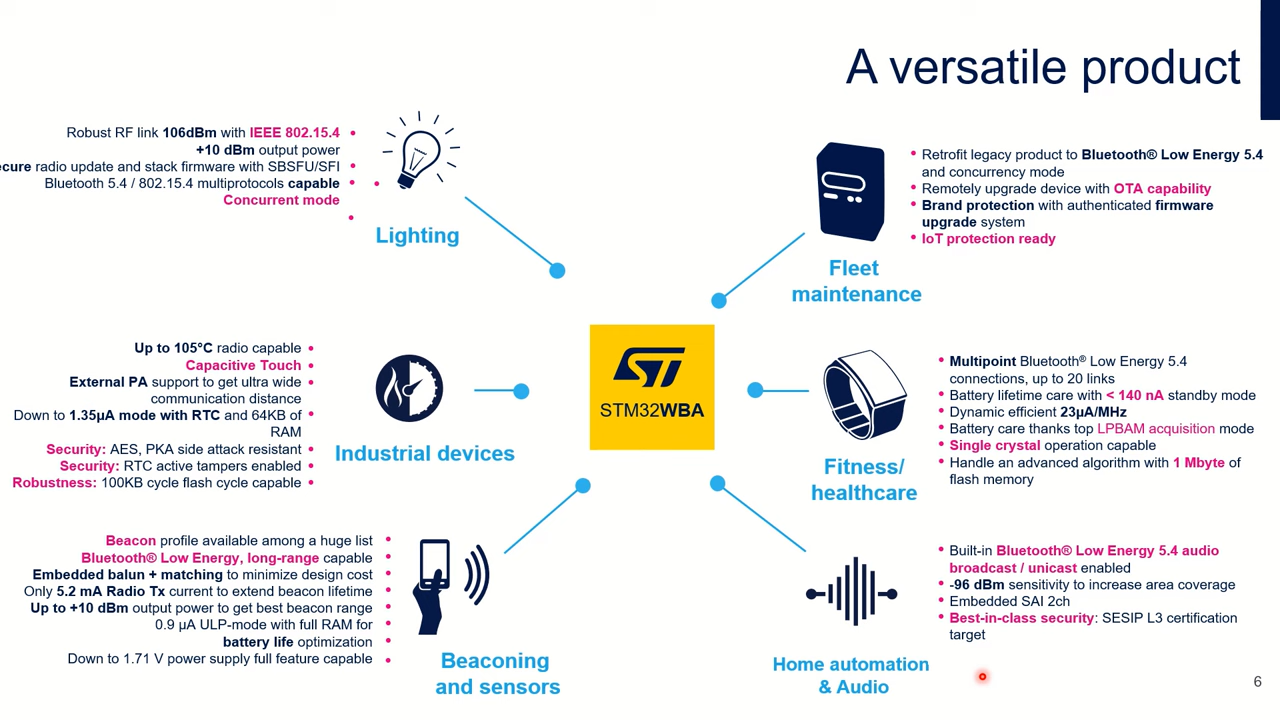 A versatile product
Robust RF link 106dBm with IEEE 802.15.4
+10 dBm output power
ecure radio update and stack firmware with SBSFU/SFI
Bluetooth 5.4 / 802.15.4 multiprotocols capable
Concurrent mode
Lighting
Up to 105°C radio capable
Capacitive Touch
External PA support to get ultra wide
communication distance
Down to 1.35µA mode with RTC and 64KB of
RAM
Security: AES, PKA side attack resistant
Security: RTC active tampers enabled
Robustness: 100KB cycle flash cycle capable
Industrial devices
Beacon profile available among a huge list
Bluetooth® Low Energy, long-range capable
Embedded balun + matching to minimize design cost
Only 5.2 mA Radio Tx current to extend beacon lifetime
Up to +10 dBm output power to get best beacon range
0.9 µA ULP-mode with full RAM for
battery life optimization
Down to 1.71 V power supply full feature capable
Beaconing
and sensors
ST
STM32WBA
Retrofit legacy product to Bluetooth® Low Energy 5.4
and concurrency mode
Remotely upgrade device with OTA capability
Brand protection with authenticated firmware
upgrade system
IoT protection ready
Fleet
maintenance
Multipoint Bluetooth® Low Energy 5.4
connections, up to 20 links
Battery lifetime care with < 140 nA standby mode
Dynamic efficient 23µA/MHz
Battery care thanks top LPBAM acquisition mode
Single crystal operation capable
Handle an advanced algorithm with 1 Mbyte of
flash memory
Fitness/
healthcare
Built-in Bluetooth® Low Energy 5.4 audio
broadcast / unicast enabled
-96 dBm sensitivity to increase area coverage
Embedded SAI 2ch
Best-in-class security: SESIP L3 certification
target
Home automation
& Audio
6